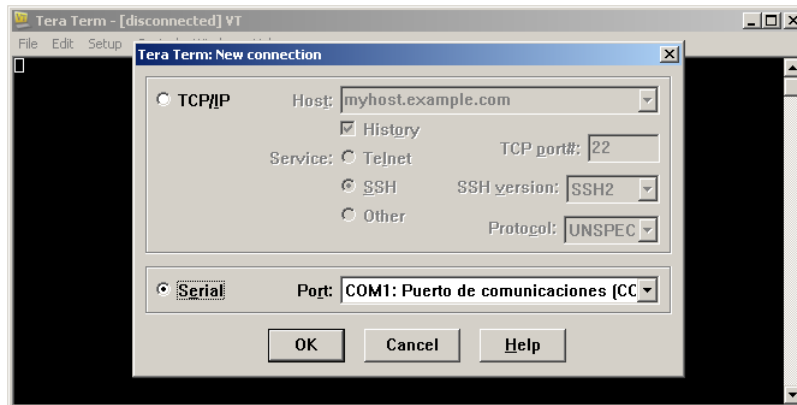 Tera Term - [disconnected] VT
File Edit Setup
Tera Term: New connection
TCP/IP
Host: myhost.example.com
History
Service: Telnet
TCP port#: 22
SSH
SSH version: SSH2
Other
Protocol: UNSPEC
Serial
Port: COM1: Puerto de comunicaciones (CC
OK Cancel Help